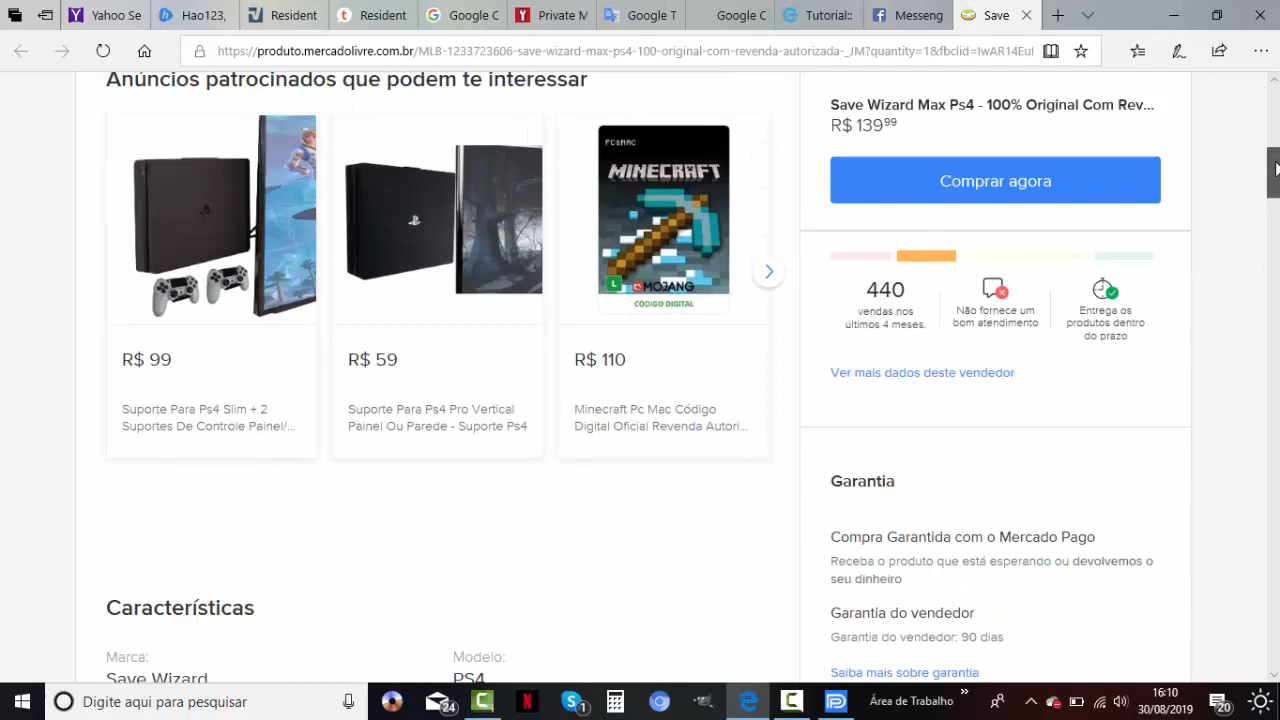 Yahoo Se
Hao123,
Resident
t Resident
Google C
Private M
Google T
Google C
Tutorial:
Messeng
Save
https://produto.mercadolivre.com.br/MLB-1233723606-save-wizard-max-ps4-100-original-com-revenda-autorizada-_JM?quantity=1&fbclid=IwAR14EuI
Anúncios patrocinados que podem te interessar
PC&MAC
MINECRAFT
MOJANG
CÓDIGO DIGITAL
R$ 99
Suporte Para Ps4 Slim + 2
Suportes De Controle Painel/...
R$ 59
Suporte Para Ps4 Pro Vertical
Painel Ou Parede - Suporte Ps4
R$ 110
Minecraft Pc Mac Código
Digital Oficial Revenda Autori...
Características
Marca:
Save Wizard
Modelo:
PS4
Save Wizard Max Ps4 - 100% Original Com Rev...
R$ 139 99
Comprar agora
440
vendas nos
últimos 4 meses.
Não fornece um
bom atendimento
Entrega os
produtos dentro
do prazo
Ver mais dados deste vendedor
Garantia
Compra Garantida com o Mercado Pago
Receba o produto que está esperando ou devolvemos o
seu dinheiro
Garantia do vendedor
Garantia do vendedor: 90 dias
Saiba mais sobre garantia
Digite aqui para pesquisar
24
1
Área de Trabalho
16:10
30/08/2019
20